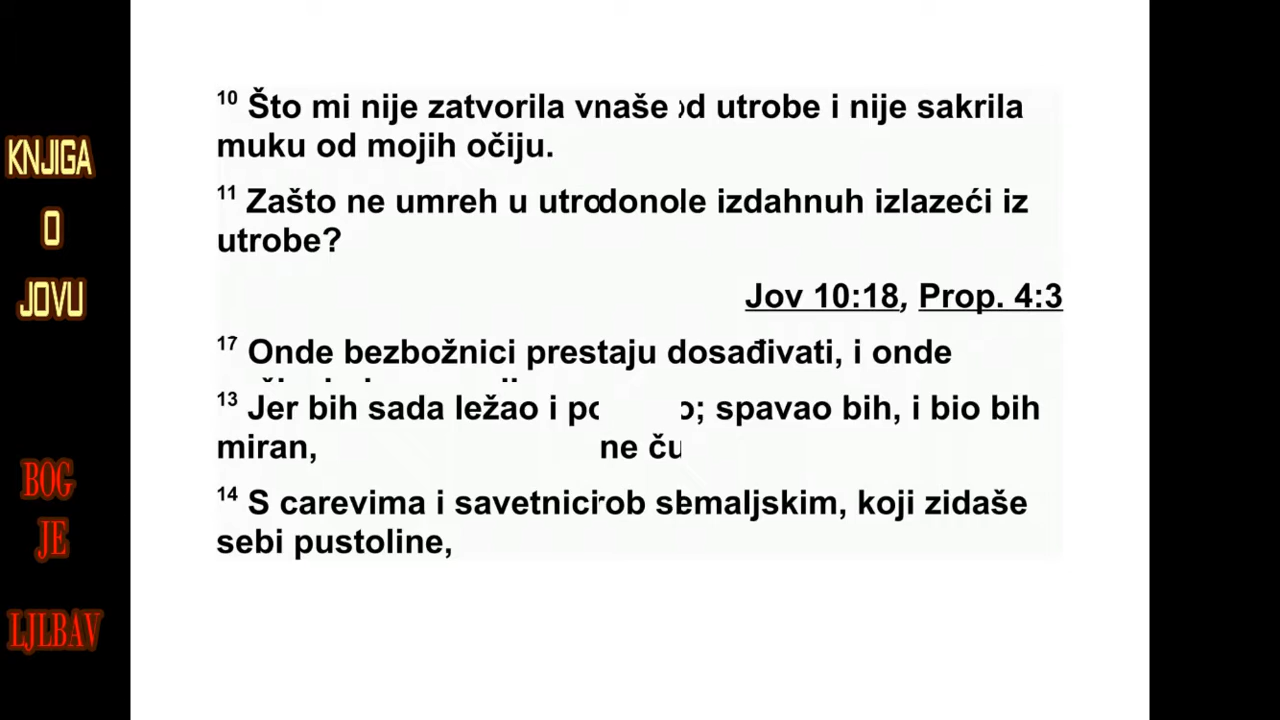 KNJIGA
O
JOVU
BOG
JE
LJLBAV
10 Što mi nije zatvorila utrobe i nije sakrila
muku od mojih očiju.
11 Zašto ne umreh u izdahnuh izlazeći iz
utrobe?
Jov 10:18, Prop. 4:3
17 Onde bezbožnici prestaju dosađivati, i onde
13 Jer bih sada ležao i spavao bih, i bio bih
miran, ne
14 S carevima i koji zidaše
sebi pustoline,